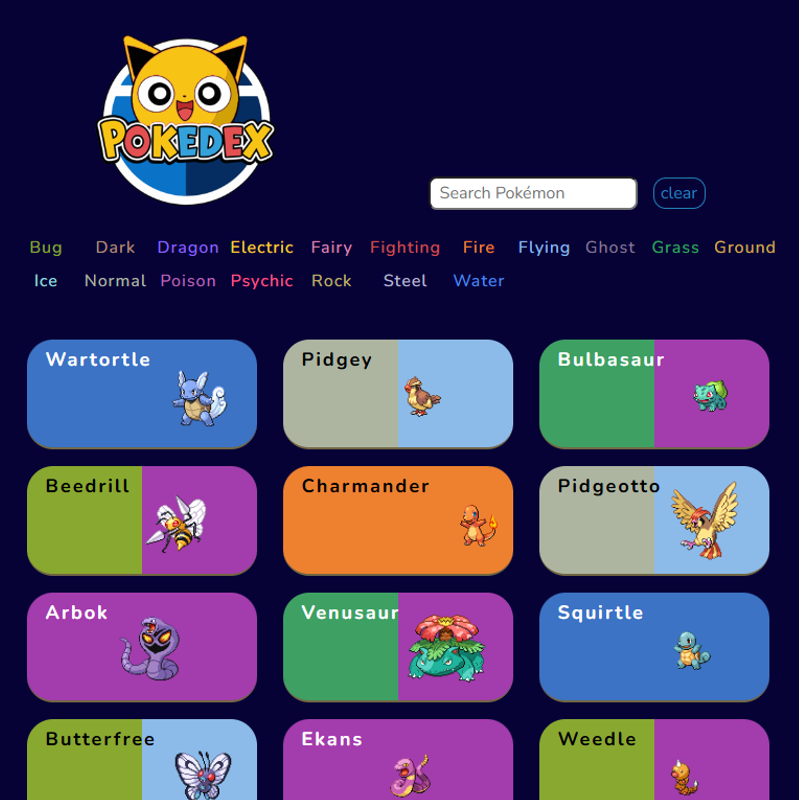 POKEDEX
Search Pokémon
clear
Bug Dark Dragon Electric Fairy Fighting Fire Flying Ghost Grass Ground
Ice Normal Poison Psychic Rock Steel Water
Wartortle Pidgey Bulbasaur
Beedrill Charmander Pidgeotto
Arbok Venusaur Squirtle
Butterfree Ekans Weedle